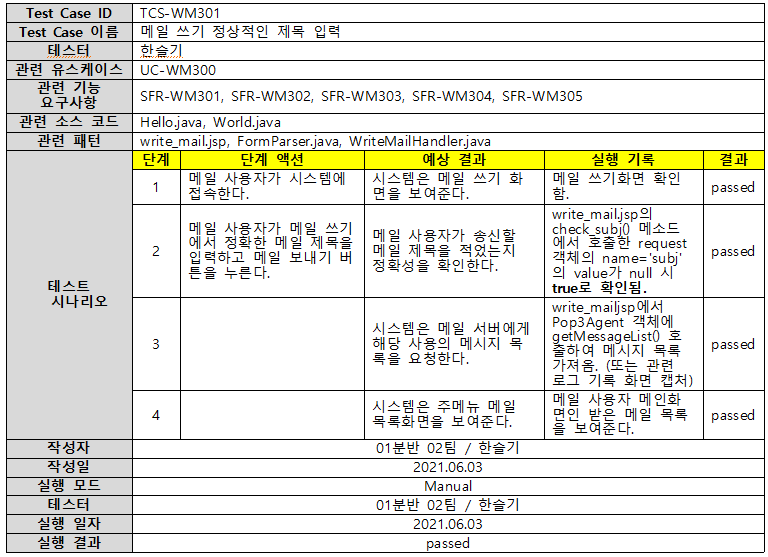 Test Case ID
TCS-WM301
Test Case 이름
메일 쓰기 정상적인 제목 입력
테스터
한슬기
관련 유스케이스
UC-WM300
관련 기능
요구사항
SFR-WM301, SFR-WM302, SFR-WM303, SFR-WM304, SFR-WM305
관련 소스 코드
Hello.java, World.java
관련 패턴
write_mail.jsp, FormParser.java, WriteMailHandler.java
테스트
시나리오
단계
단계 액션
예상 결과
실행 기록
결과
1
메일 사용자가 시스템에
접속한다.
시스템은 메일 쓰기 화
면을 보여준다.
메일 쓰기화면 확인
함.
passed
2
메일 사용자가 메일 쓰기
에서 정확한 메일 제목을
입력하고 메일 보내기 버
튼을 누른다.
메일 사용자가 송신할
메일 제목을 적었는지
정확성을 확인한다.
write_mail.jsp의
check_subj() 메소드
에서 호출한 request
객체의 name='subj'
의 value가 null 시
true로 확인됨.
passed
3
시스템은 메일 서버에게
해당 사용의 메시지 목
록을 요청한다.
write_mailjsp에서
Pop3Agent 객체에
getMessageList() 호
출하여 메시지 목록
가져옴. (또는 관련
로그 기록 화면 캡처)
passed
4
시스템은 주메뉴 메일
목록화면을 보여준다.
메일 사용자 메인화
면인 받은 메일 목록
을 보여준다.
passed
작성자
01분반 02팀 / 한슬기
작성일
2021.06.03
실행 모드
Manual
테스터
01분반 02팀 / 한슬기
실행 일자
2021.06.03
실행 결과
passed